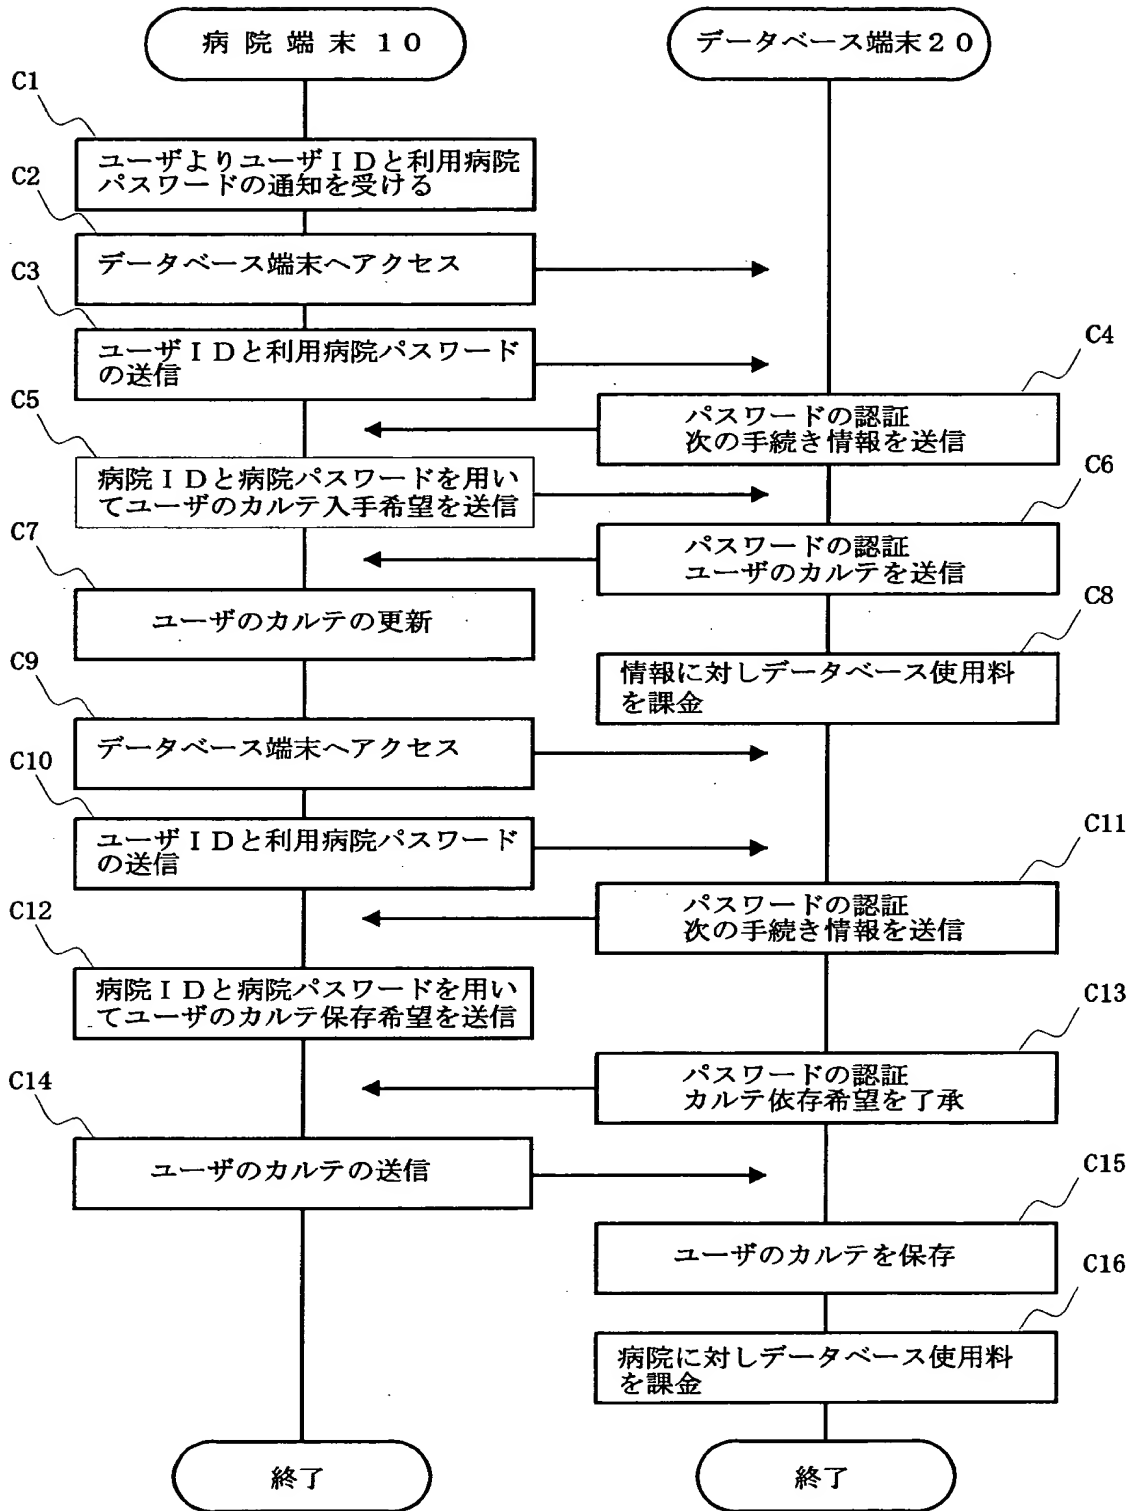 病院端末 10
データベース端末20
C1
ユーザよりユーザIDと利用病院
パスワードの通知を受ける
C2
データベース端末へアクセス
C3
ユーザIDと利用病院パスワード
の送信
C4
パスワードの認証
次の手続き情報を送信
C5
病院IDと病院パスワードを用い
てユーザのカルテ入手希望を送信
C6
パスワードの認証
ユーザのカルテを送信
C7
ユーザのカルテの更新
C8
情報に対しデータベース使用料
を課金
C9
データベース端末へアクセス
C10
ユーザIDと利用病院パスワード
の送信
C11
パスワードの認証
次の手続き情報を送信
C12
病院IDと病院パスワードを用い
てユーザのカルテ保存希望を送信
C13
パスワードの認証
カルテ依存希望を了承
C14
ユーザのカルテの送信
C15
ユーザのカルテを保存
C16
病院に対しデータベース使用料
を課金
終了
終了